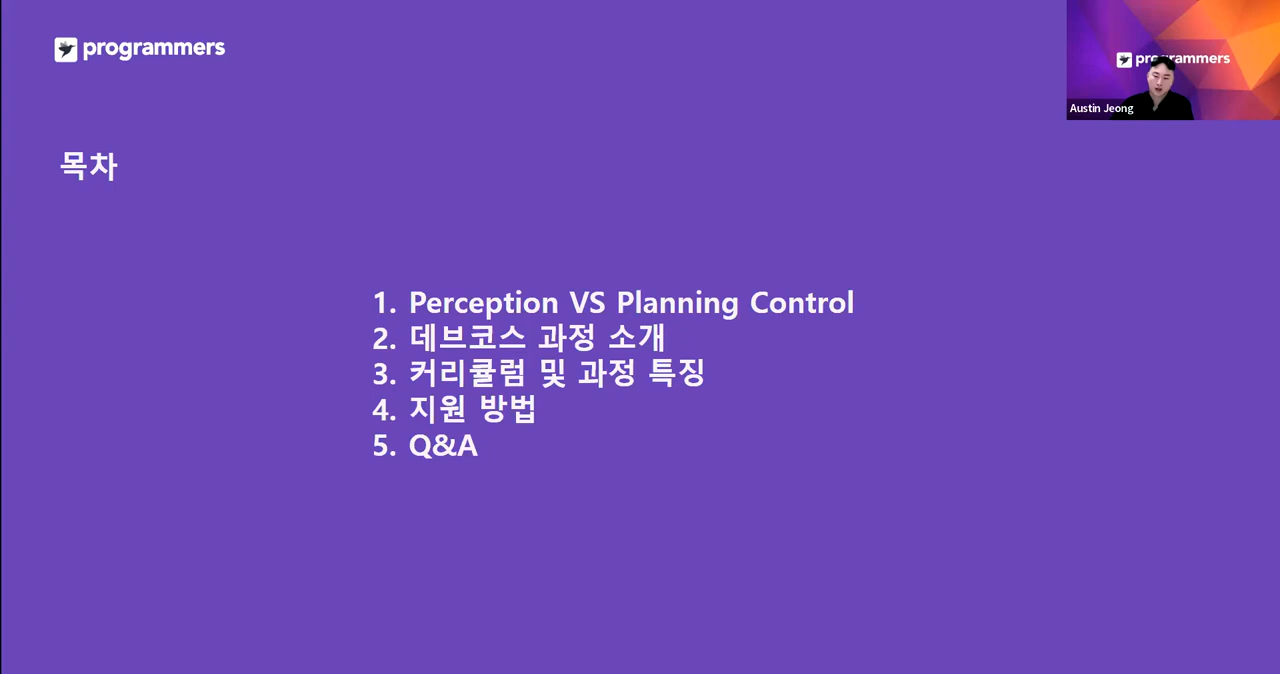 programmers
programmers
Austin Jeong
목차
1. Perception VS Planning Control
2. 데브코스 과정 소개
3. 커리큘럼 및 과정 특징
4. 지원 방법
5. Q&A